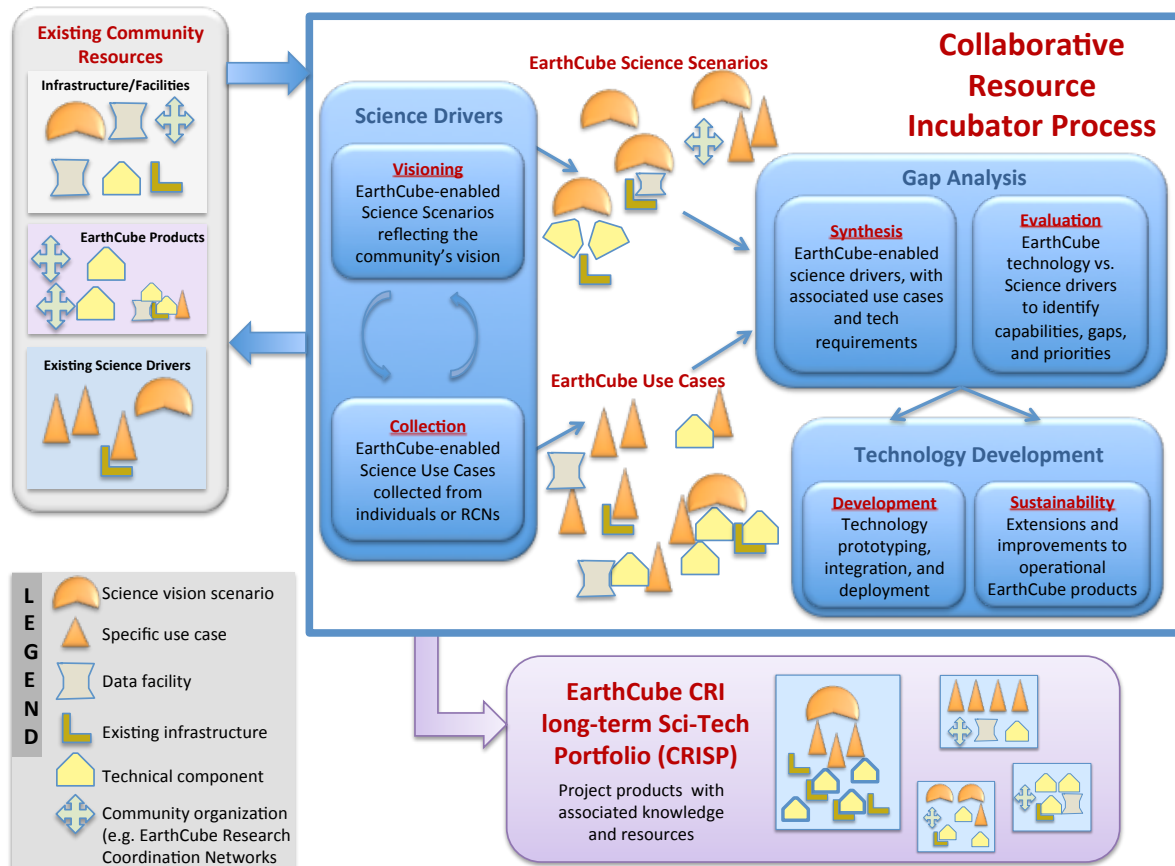 Existing Community
Resources
Infrastructure/Facilities
EarthCube Products
Existing Science Drivers
Collaborative
Resource
Incubator Process
Science Drivers
Visioning
EarthCube-enabled
Science Scenarios
reflecting the
community's vision
Collection
EarthCube-enabled
Science Use Cases
collected from
individuals or RCNs
EarthCube Science Scenarios
EarthCube Use Cases
Gap Analysis
Synthesis
EarthCube-enabled
science drivers, with
associated use cases
and tech
requirements
Evaluation
EarthCube
technology vs.
Science drivers
to identify
capabilities, gaps,
and priorities
Technology Development
Development
Technology
prototyping,
integration, and
deployment
Sustainability
Extensions and
improvements to
operational
EarthCube products
LEGEND
Science vision scenario
Specific use case
Data facility
Existing infrastructure
Technical component
Community organization
(e.g. EarthCube Research
Coordination Networks
EarthCube CRI
long-term Sci-Tech
Portfolio (CRISP)
Project products with
associated knowledge
and resources